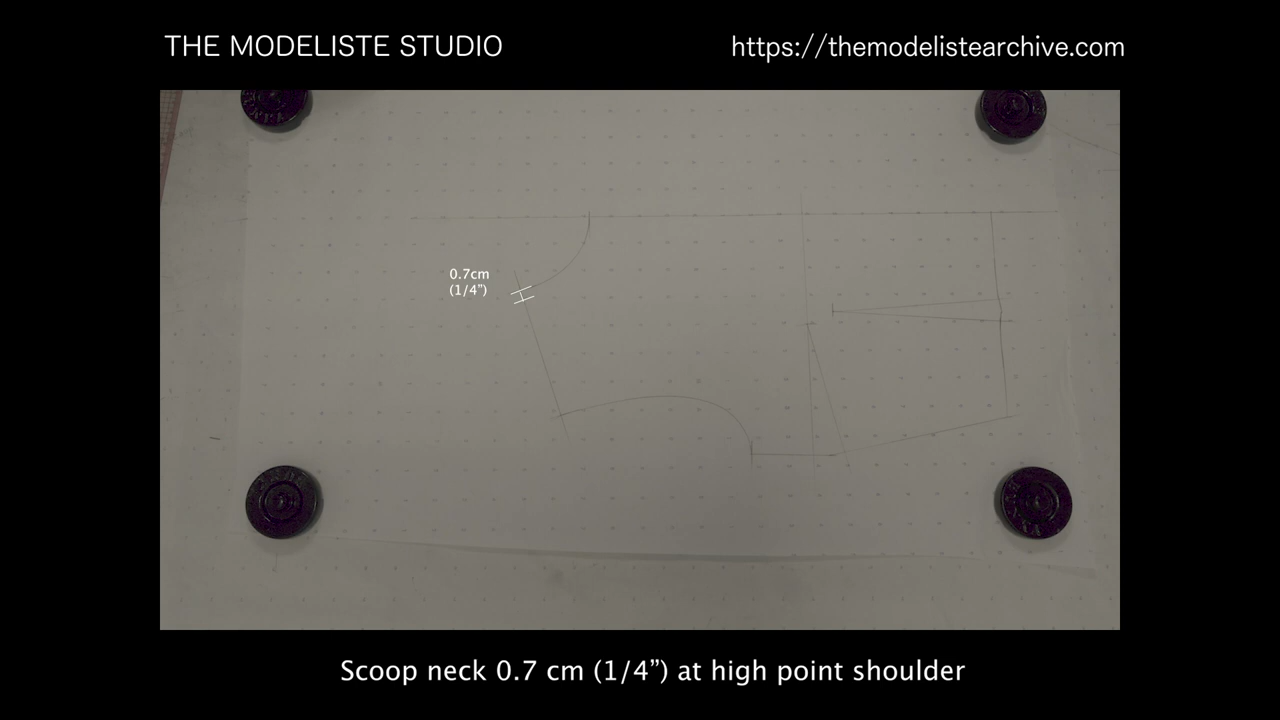 THE MODELISTE STUDIO
https://themodelistearchive.com
0.7cm
(1/4”)
Scoop neck 0.7 cm (1/4”) at high point shoulder